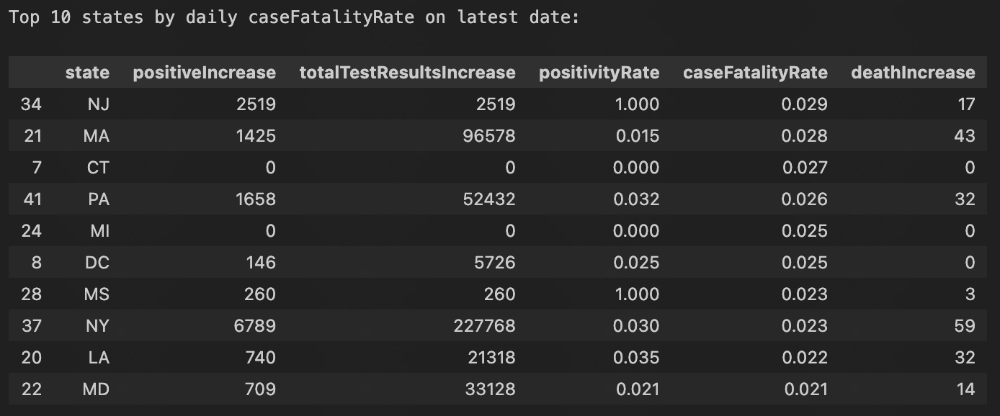 Top 10 states by daily caseFatalityRate on latest date:
state positiveIncrease totalTestResultsIncrease positivityRate caseFatalityRate deathIncrease
34 NJ 2519 2519 1.000 0.029 17
21 MA 1425 96578 0.015 0.028 43
7 CT 0 0 0.000 0.027 0
41 PA 1658 52432 0.032 0.026 32
24 MI 0 0 0.000 0.025 0
8 DC 146 5726 0.025 0.025 0
28 MS 260 260 1.000 0.023 3
37 NY 6789 227768 0.030 0.023 59
20 LA 740 21318 0.035 0.022 32
22 MD 709 33128 0.021 0.021 14